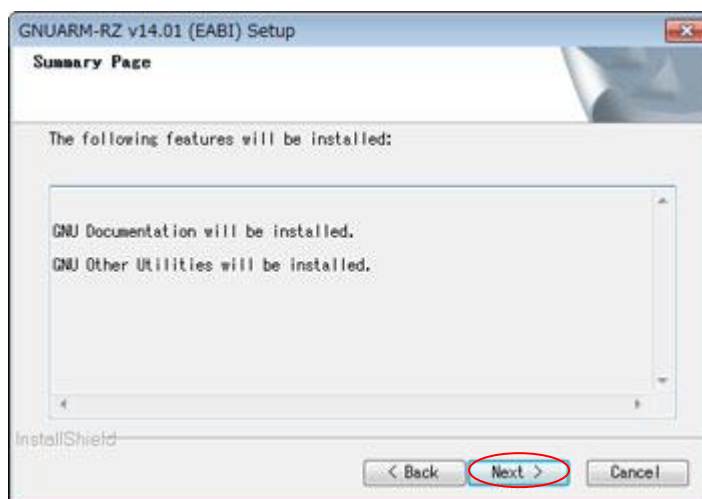 GNUARM-RZ v14.01 (EABI) Setup
Summary Page
The following features will be installed:
GNU Documentation will be installed.
GNU Other Utilities will be installed.
InstallShield
< Back Next > Cancel